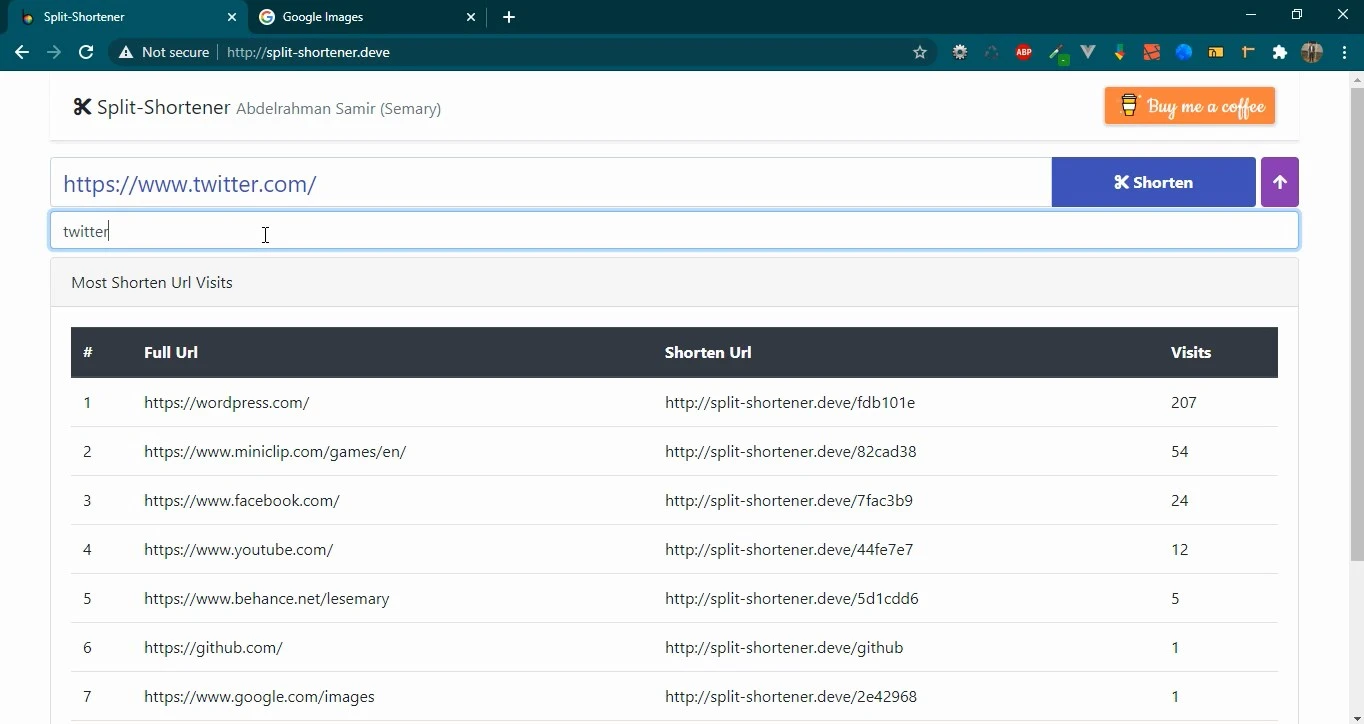 Split-Shortener
Google Images
Not secure
http://split-shortener.deve
ABP
Split-Shortener Abdelrahman Samir (Semary)
Buy me a coffee
https://www.twitter.com/
Shorten
twitter
Most Shorten Url Visits
# Full Url Shorten Url Visits
1 https://wordpress.com/ http://split-shortener.deve/fdb101e 207
2 https://www.miniclip.com/games/en/ http://split-shortener.deve/82cad38 54
3 https://www.facebook.com/ http://split-shortener.deve/7fac3b9 24
4 https://www.youtube.com/ http://split-shortener.deve/44fe7e7 12
5 https://www.behance.net/lesemary http://split-shortener.deve/5d1cdd6 5
6 https://github.com/ http://split-shortener.deve/github 1
7 https://www.google.com/images http://split-shortener.deve/2e42968 1